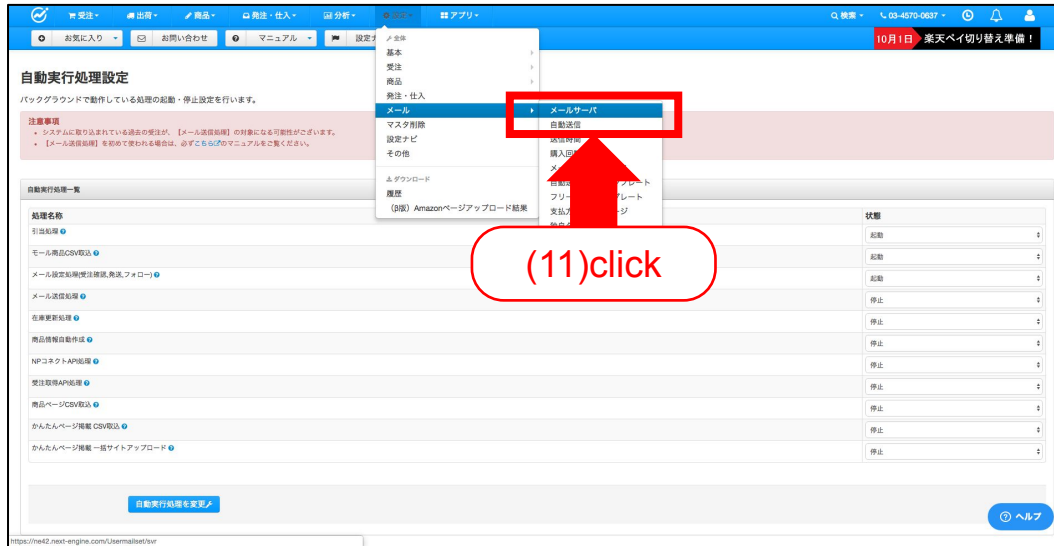 受注 出荷 商品 発注・仕入 分析 アプリ 検索 03-4570-0637
お気に入り お問い合わせ マニュアル 設定ナ 10月1日 楽天ペイ切り替え準備！
全体
基本
受注
商品
発注・仕入
メール メールサーバ
マスタ削除 自動送信
設定ナビ 送信時間
その他 購入回
ダウンロード
履歴 フリー レート
（β版）Amazonページアップロード結果 支払方 ージ
自動実行処理設定
バックグラウンドで動作している処理の起動・停止設定を行います。
注意事項
システムに取り込まれている過去の受注が、【メール送信処理】の対象になる可能性がございます。
【メール送信処理】を初めて使われる場合は、必ずこちらのマニュアルをご覧ください。
(11)click
自動実行処理一覧
処理名称 状態
引当処理 起動
モール商品CSV取込 起動
メール設定処理(受注確認,発送,フォロー) 起動
メール送信処理 停止
在庫更新処理 停止
商品情報自動作成 停止
NPコネクトAPI処理 停止
受注取得API処理 停止
商品ページCSV取込 停止
かんたんページ掲載 CSV取込 停止
かんたんページ掲載 一括サイトアップロード 停止
自動実行処理を変更
ヘルプ
https://ne42.next-engine.com/Usermailset/svr